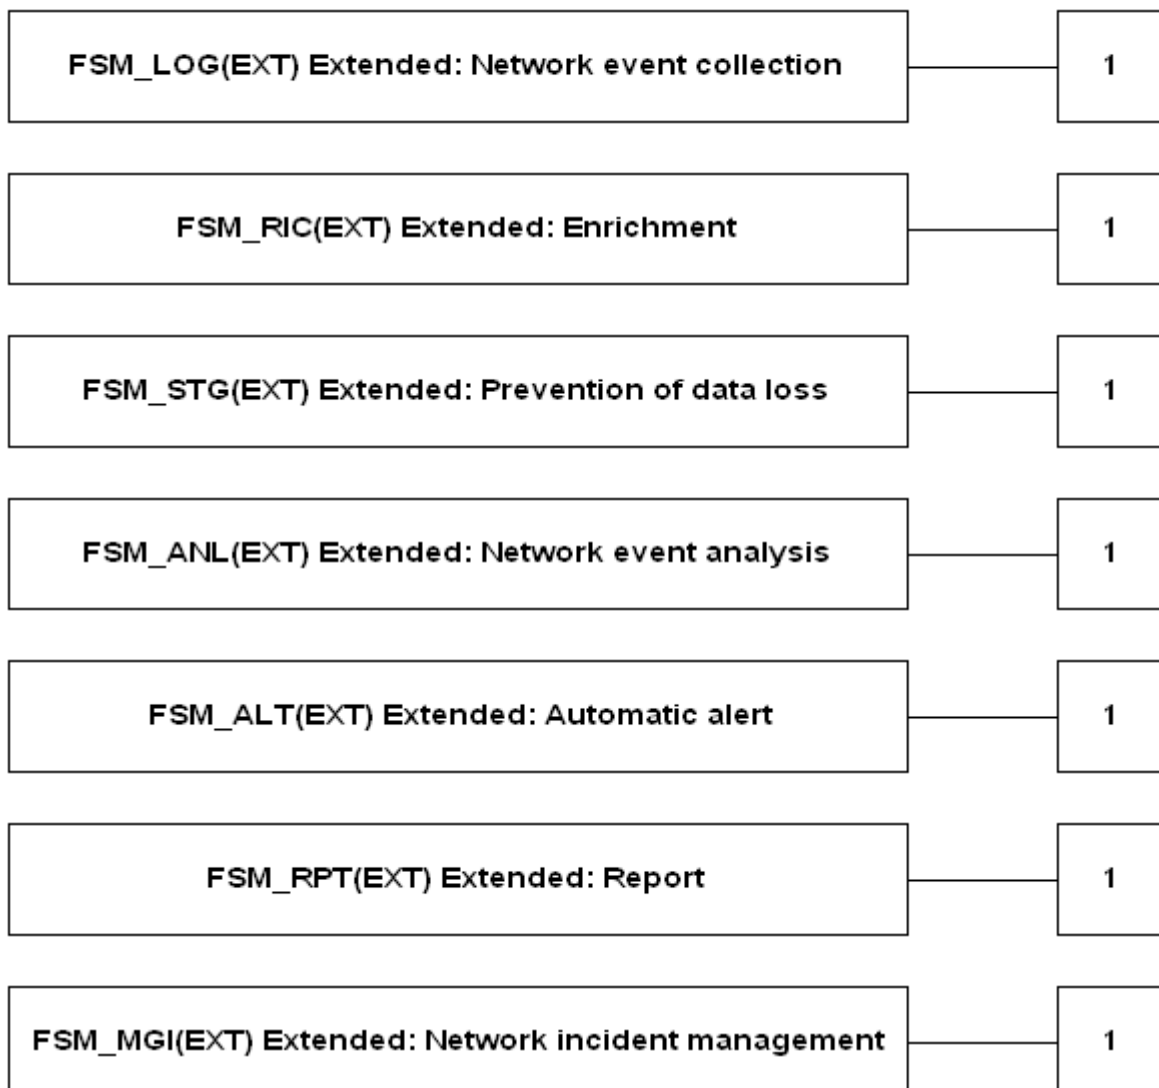 FSM_LOG(EXT) Extended: Network event collection 1
FSM_RIC(EXT) Extended: Enrichment 1
FSM_STG(EXT) Extended: Prevention of data loss 1
FSM_ANL(EXT) Extended: Network event analysis 1
FSM_ALT(EXT) Extended: Automatic alert 1
FSM_RPT(EXT) Extended: Report 1
FSM_MGI(EXT) Extended: Network incident management 1